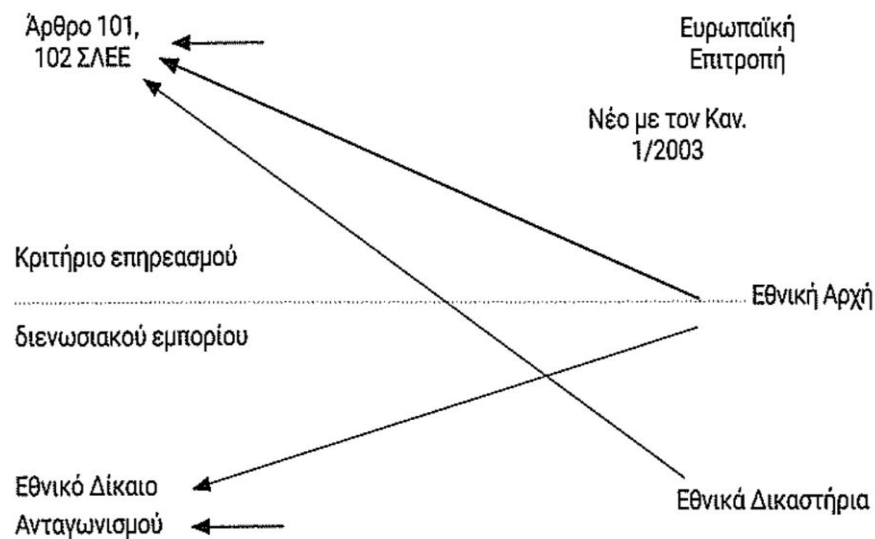 Άρθρο 101,
102 ΣΛΕΕ
Ευρωπαϊκή
Επιτροπή
Νέο με τον Καν.
1/2003
Κριτήριο επηρεασμού
Εθνική Αρχή
διενωσιακού εμπορίου
Εθνικό Δίκαιο
Ανταγωνισμού
Εθνικά Δικαστήρια